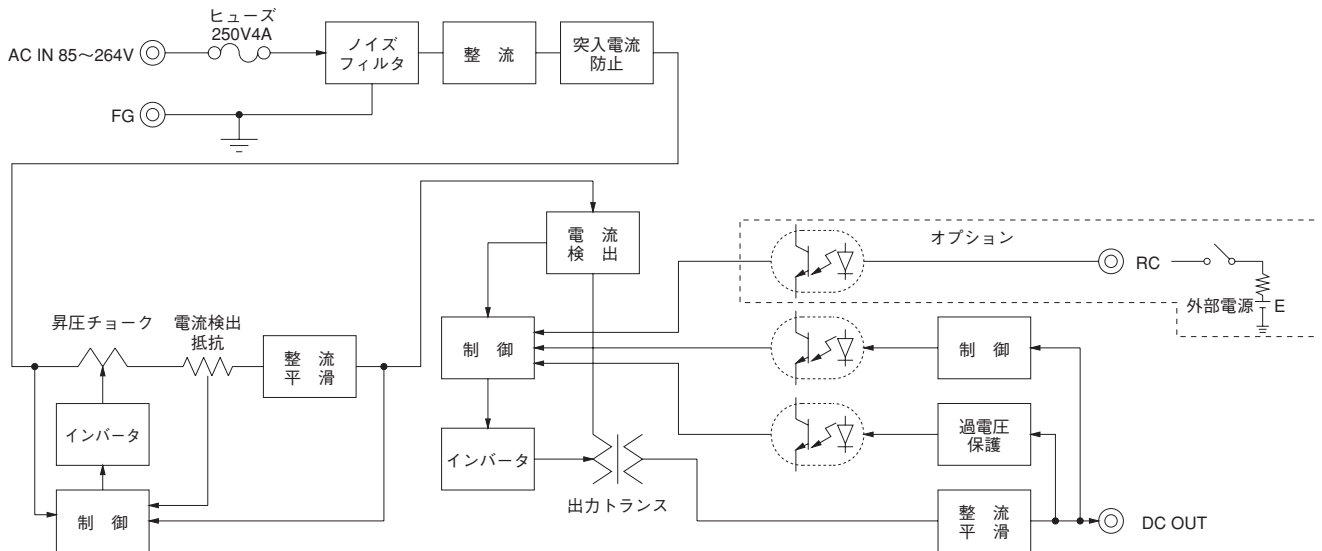 ヒューズ
250V4A
AC IN 85～264V
ノイズ
フィルタ
整 流
突入電流
防止
FG
電 流
検 出
オプション
RC
外部電源
E
昇圧チョーク
電流検出
抵抗
整 流
平 滑
制 御
制 御
インバータ
過電圧
保護
インバータ
出力トランス
制 御
整 流
平 滑
DC OUT